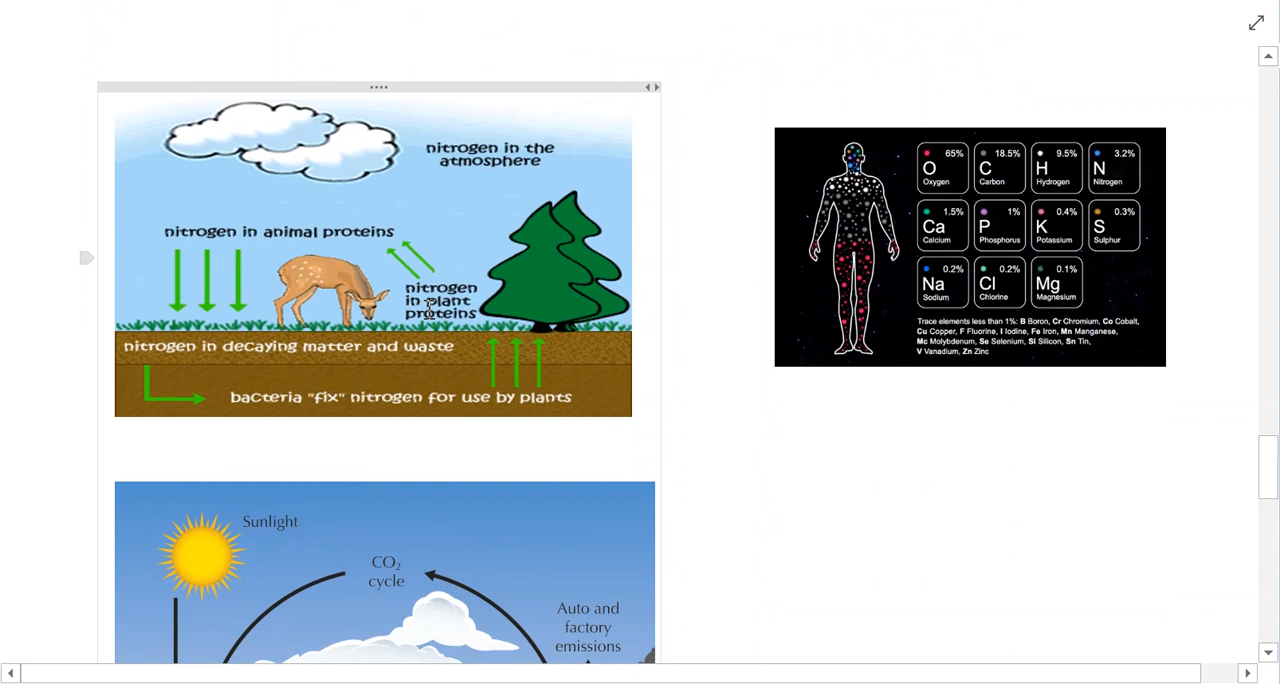 nitrogen in the
atmosphere
nitrogen in animal proteins
nitrogen
in plant
proteins
nitrogen in decaying matter and waste
bacteria "fix" nitrogen for use by plants
65%
O
Oxygen
18.5%
C
Carbon
9.5%
H
Hydrogen
3.2%
N
Nitrogen
1.5%
Ca
Calcium
1%
P
Phosphorus
0.4%
K
Potassium
0.3%
S
Sulphur
0.2%
Na
Sodium
0.2%
Cl
Chlorine
0.1%
Mg
Magnesium
Trace elements less than 1%: B Boron, Cr Chromium, Co Cobalt,
Cu Copper, F Fluorine, I Iodine, Fe Iron, Mn Manganese,
Mc Molybdenum, Se Selenium, Si Silicon, Sn Tin,
V Vanadium, Zn Zinc
Sunlight
CO₂
cycle
Auto and
factory
emissions